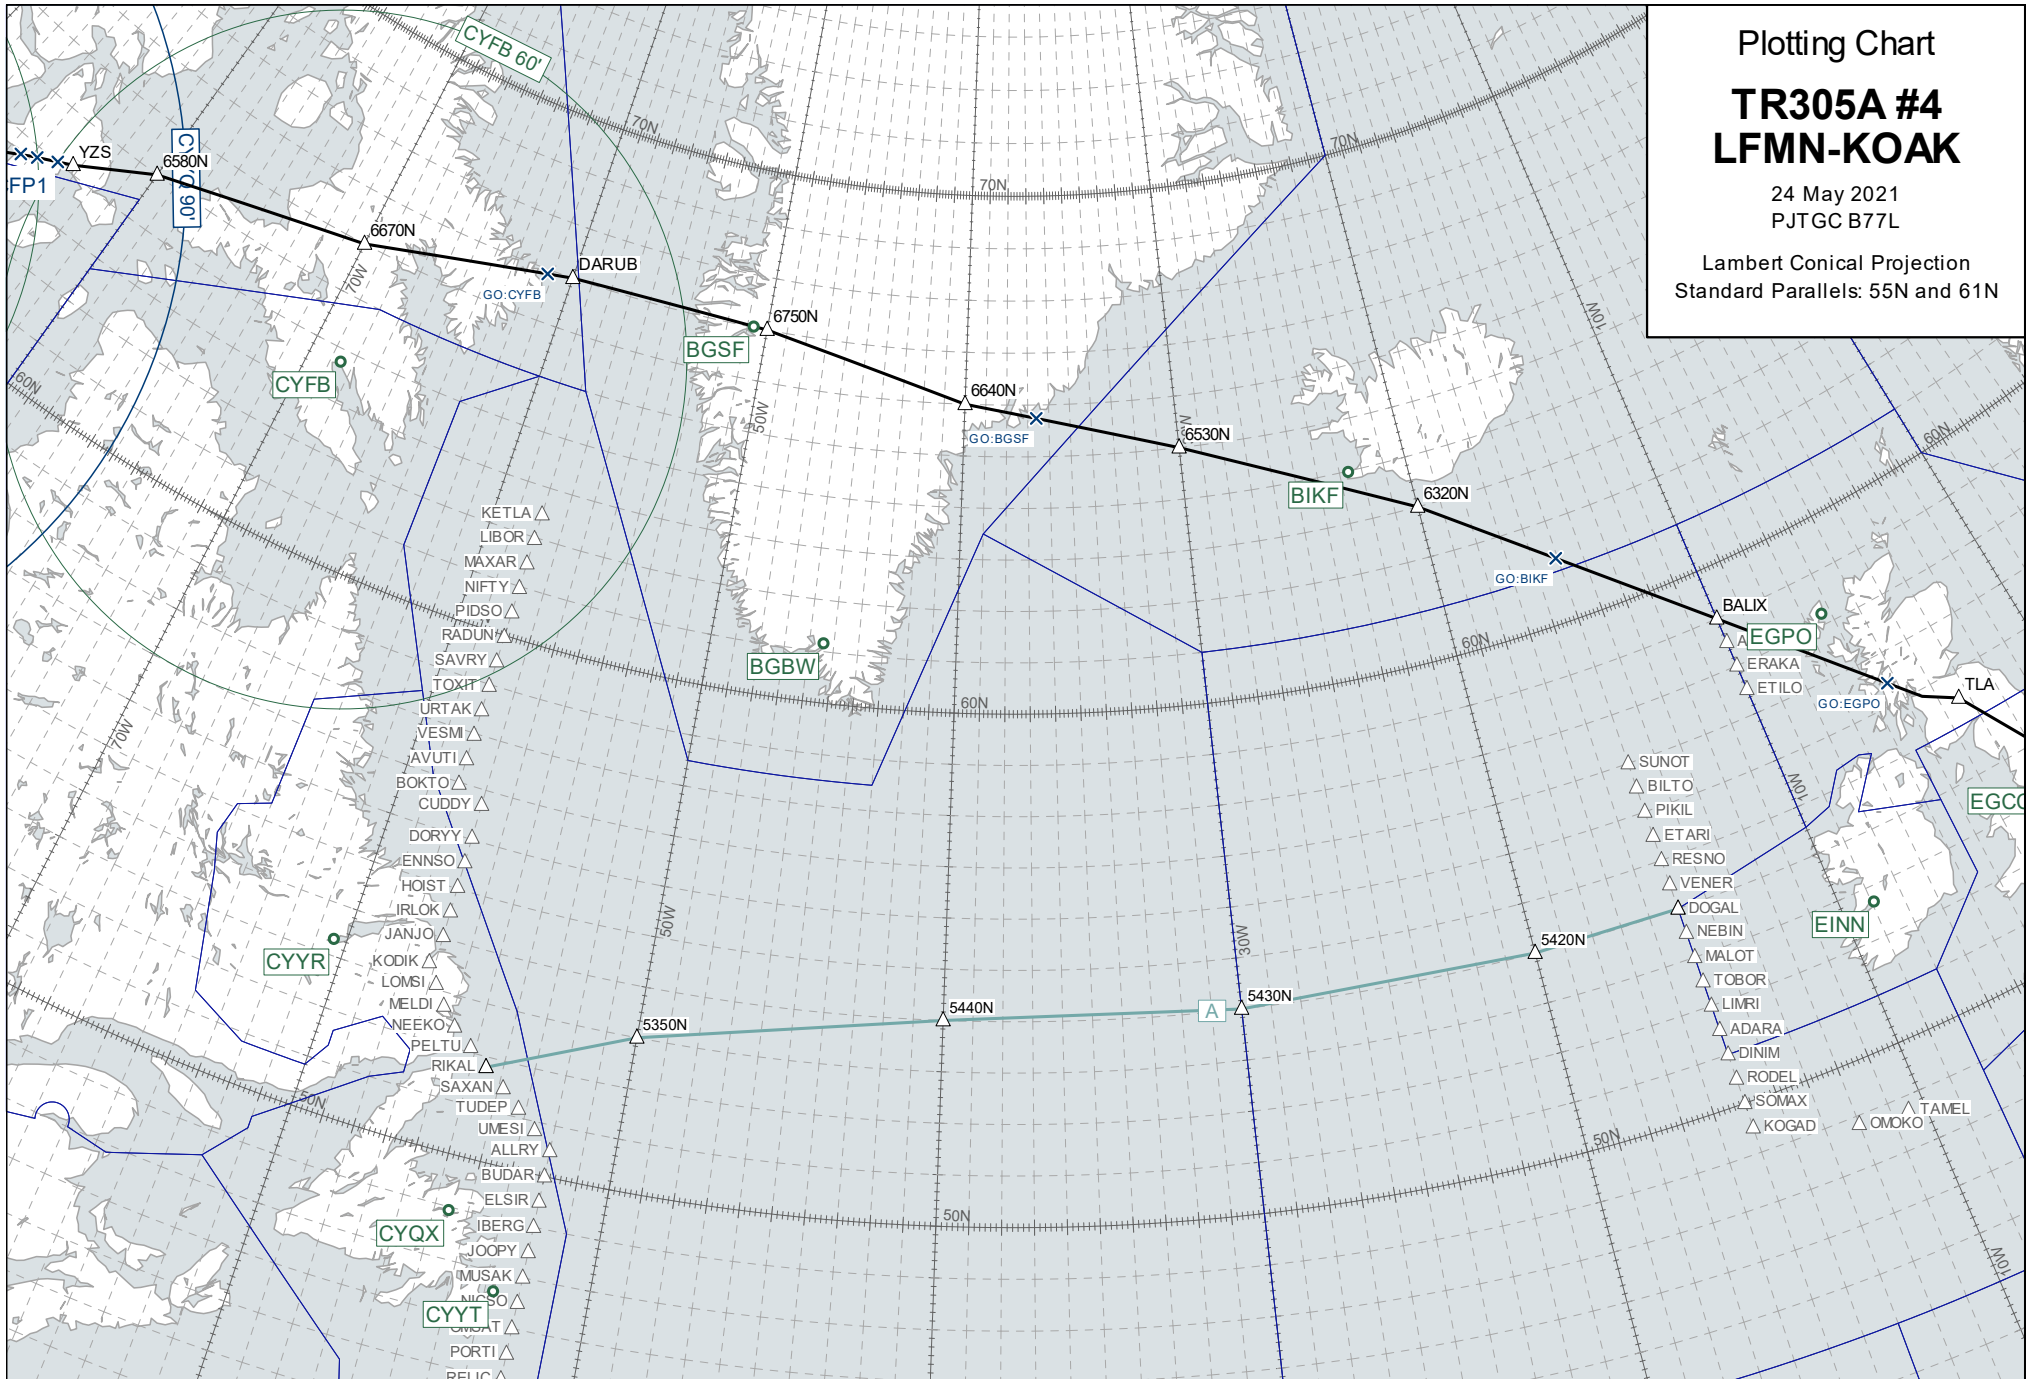 Plotting Chart
TR305A #4
LFMN-KOAK
24 May 2021
PJTGC B77L
Lambert Conical Projection
Standard Parallels: 55N and 61N
CYFB 60'
70N
70N
70N
YZS
6580N
90'
FP1
6670N
70W
DARUB
GO:CYFB
6750N
BGSF
10W
CYFB
60N
6640N
50W
GO:BGSF
6530N
BIKF
6320N
60N
KETLA
LIBOR
MAXAR
NIFTY
PIDSO
RADUN
SAVRY
TOXIT
URTAK
VESMI
AVUTI
BOKTO
CUDDY
DORYY
ENNSO
HOIST
IRLOK
JANJO
KODIK
LOMSI
MELDI
NEEKO
PELTU
RIKAL
SAXAN
TUDEP
UMESI
ALLRY
BUDAR
ELSIR
IBERG
JOOPY
MUSAK
PORTI
GO:BIKF
BALIX
EGPO
ERAKA
ETILO
60N
BGBW
60N
TLA
GO:EGPO
70W
10W
SUNOT
BILTO
PIKIL
ETARI
RESNO
VENER
DOGAL
NEBIN
MALOT
TOBOR
LIMRI
ADARA
DINIM
RODEL
SOMAX
KOGAD
TAMEL
OMOKO
EINN
CYYR
50W
30W
5420N
5430N
A
5440N
5350N
50N
50N
50N
CYQX
CYYT
10W